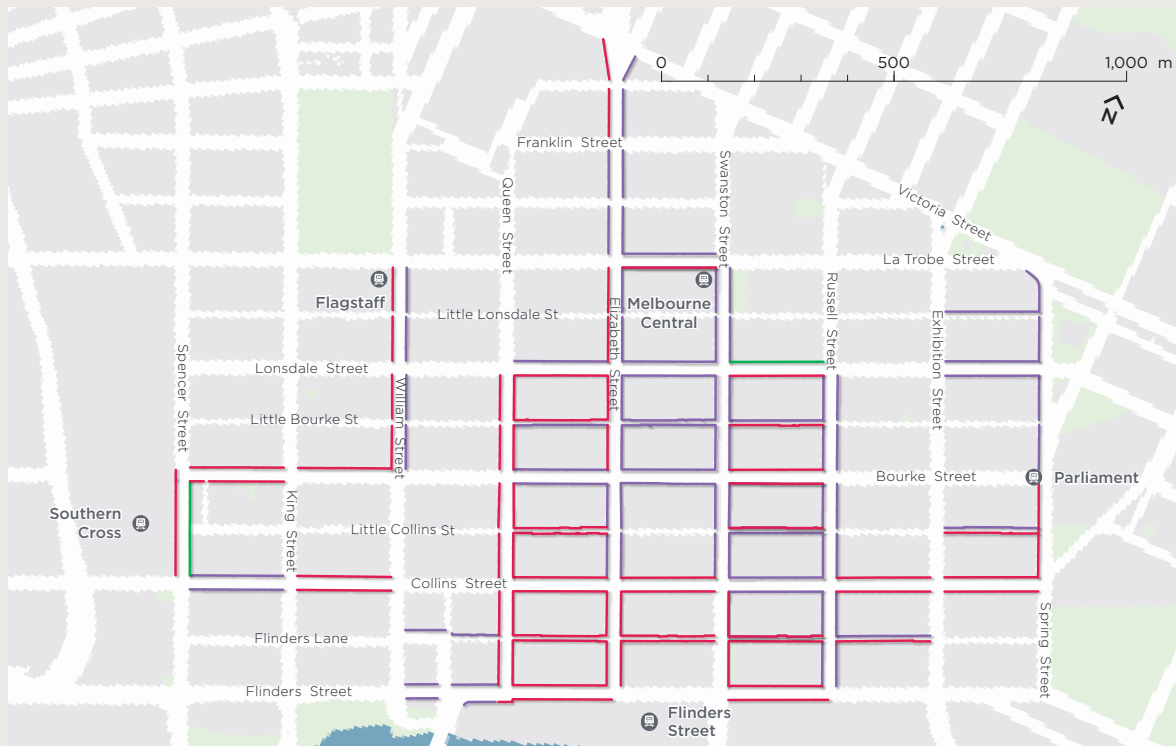 0 500 1,000 m
N
Franklin Street
Swanston Street
Queen Street
Victoria Street
La Trobe Street
Flagstaff
Melbourne
Central
Elizabeth Street
Russell Street
Exhibition Street
Little Lonsdale St
Spencer Street
Lonsdale Street
William Street
Little Bourke St
Bourke Street
Parliament
King Street
Southern
Cross
Little Collins St
Collins Street
Spring Street
Flinders Lane
Flinders Street
Flinders
Street